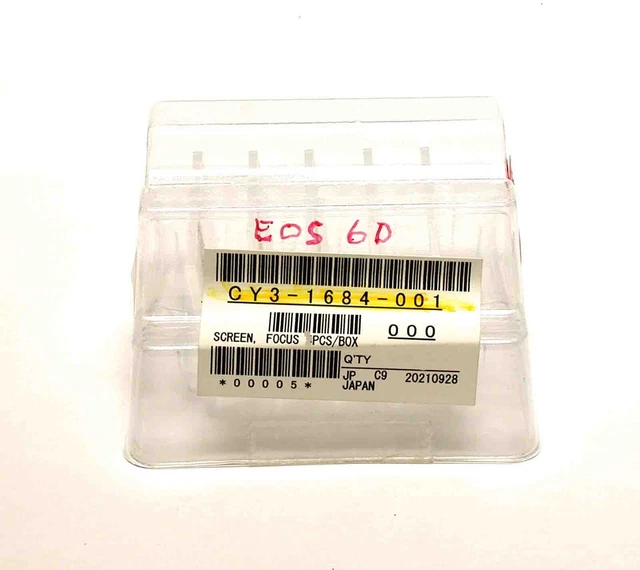 EOS 6D
CY3-1684-001
000
SCREEN, FOCUS PCS/BOX
Q'TY
*00005*
JP C9 20210928
JAPAN